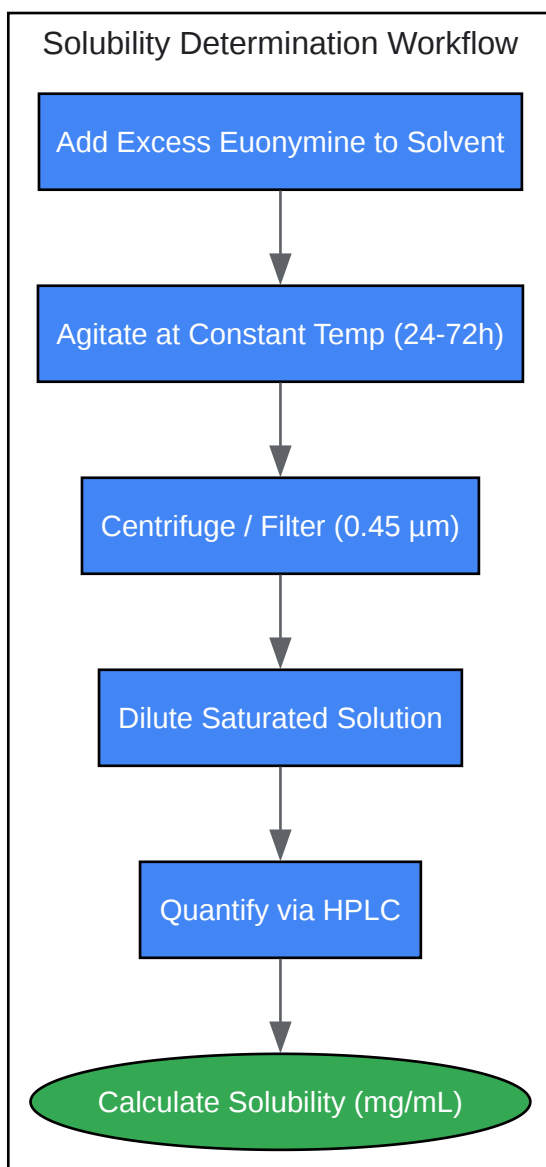 Solubility Determination Workflow
Add Excess Euonymine to Solvent
Agitate at Constant Temp (24-72h)
Centrifuge / Filter (0.45 µm)
Dilute Saturated Solution
Quantify via HPLC
Calculate Solubility (mg/mL)